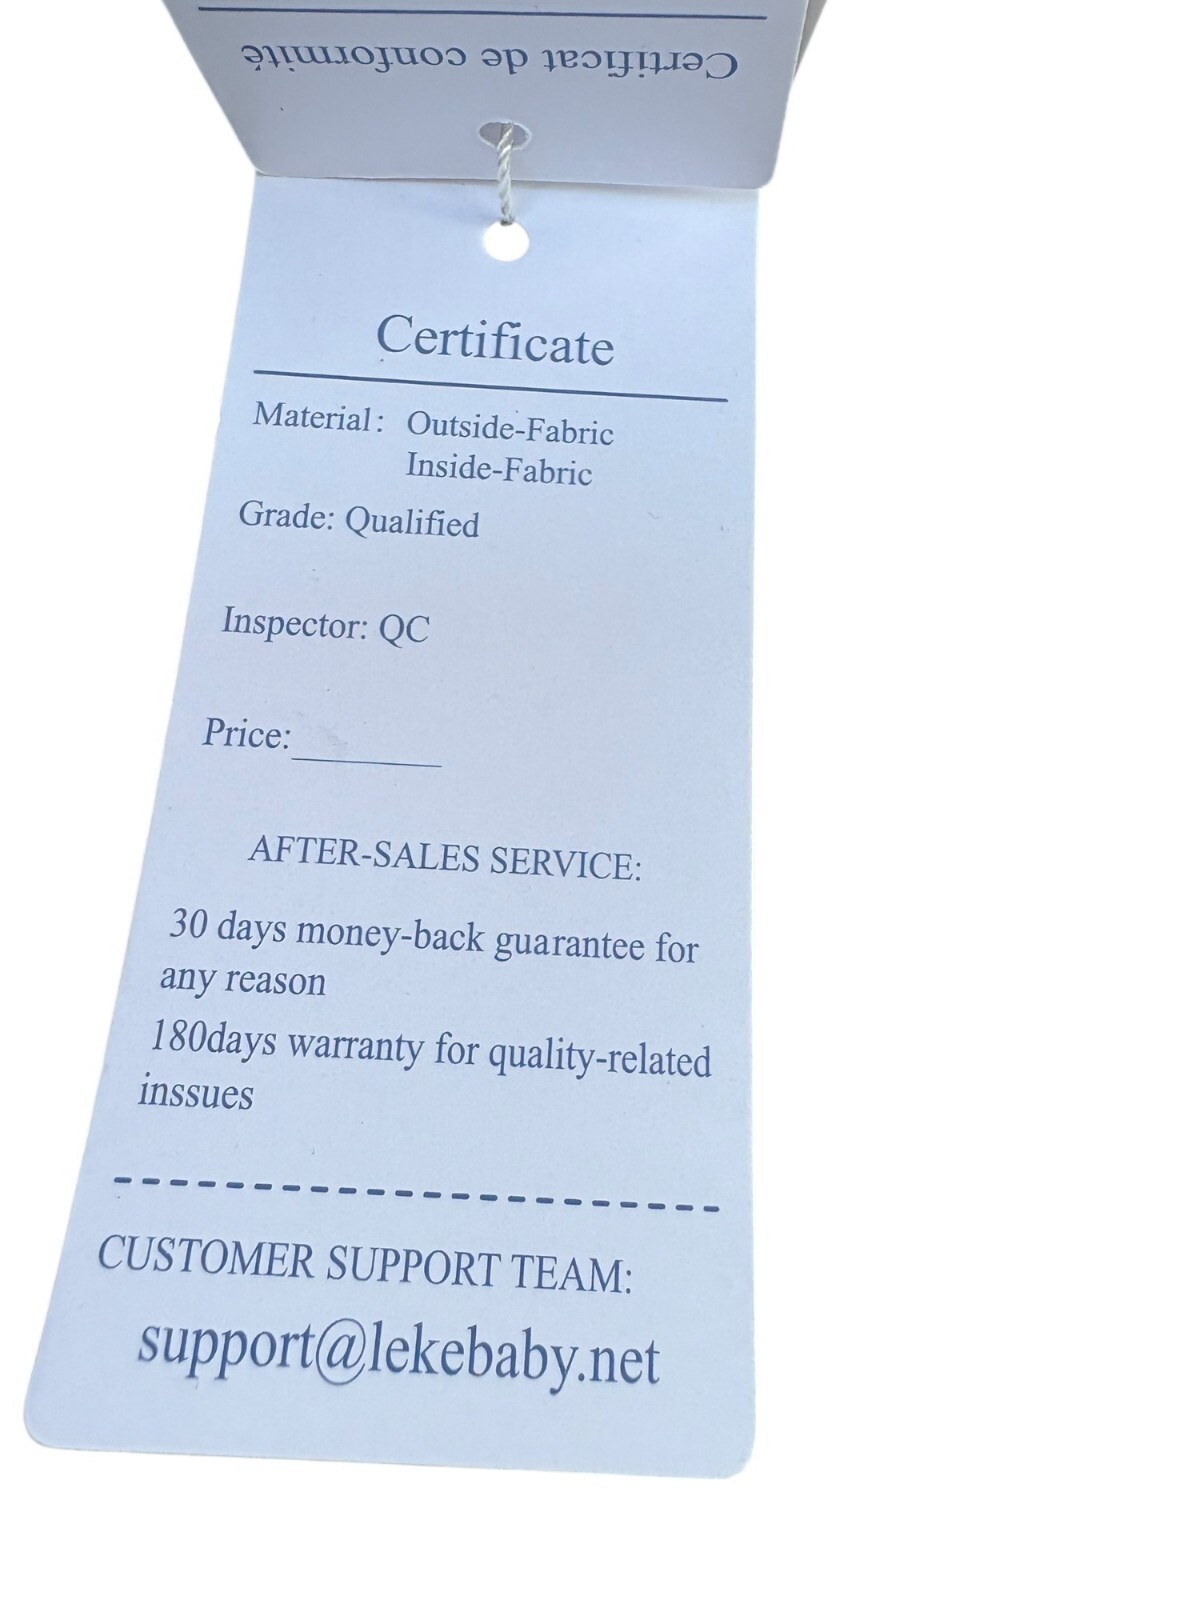 Certificat de conformité
Certificate
Material: Outside-Fabric
Inside-Fabric
Grade: Qualified
Inspector: QC
Price:_______
AFTER-SALES SERVICE:
30 days money-back guarantee for
any reason
180days warranty for quality-related
inssues
CUSTOMER SUPPORT TEAM:
support@lekebaby.net